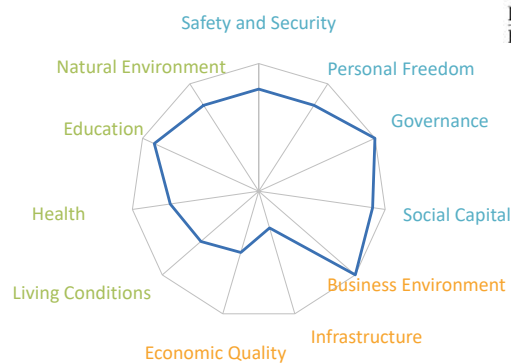 Safety and Security
Natural Environment
Personal Freedom
Education
Governance
Health
Social Capital
Living Conditions
Business Environment
Economic Quality
Infrastructure